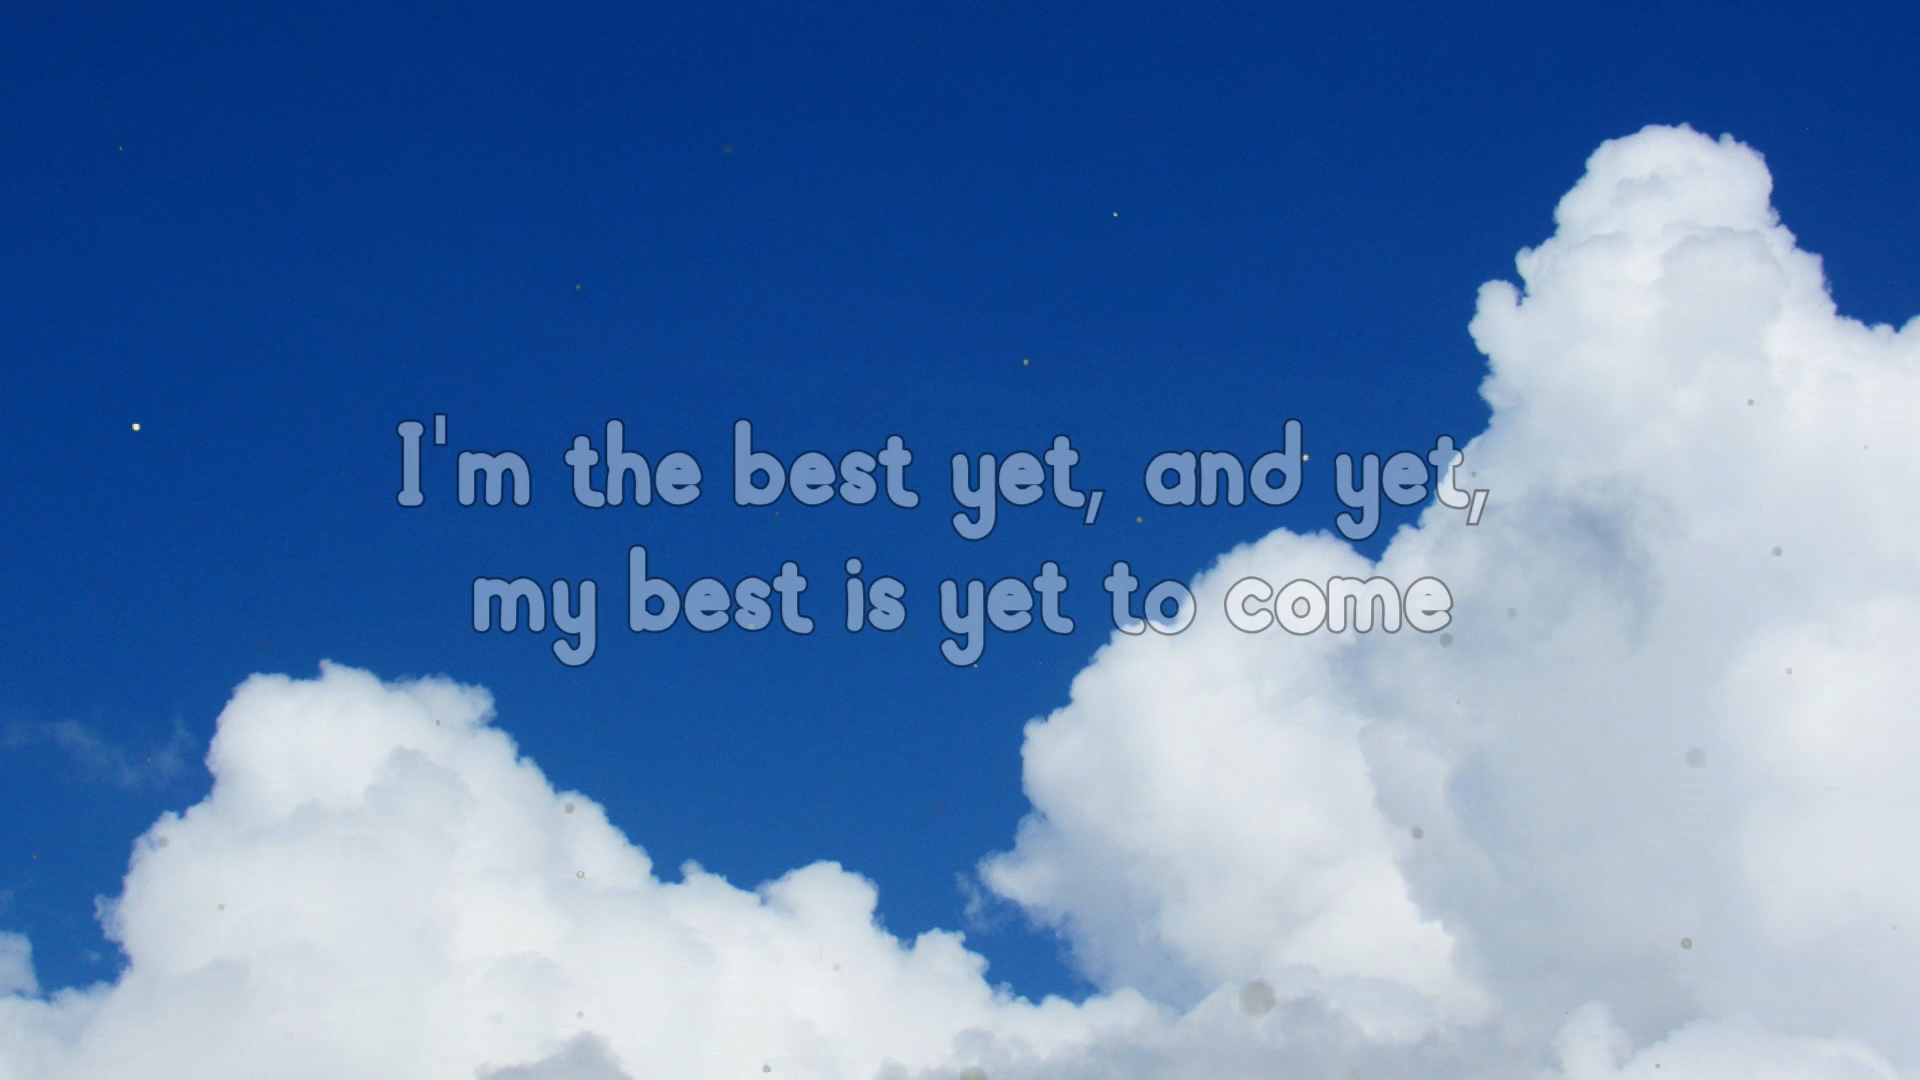 I'm the best yet, and yet,
my best is yet to come